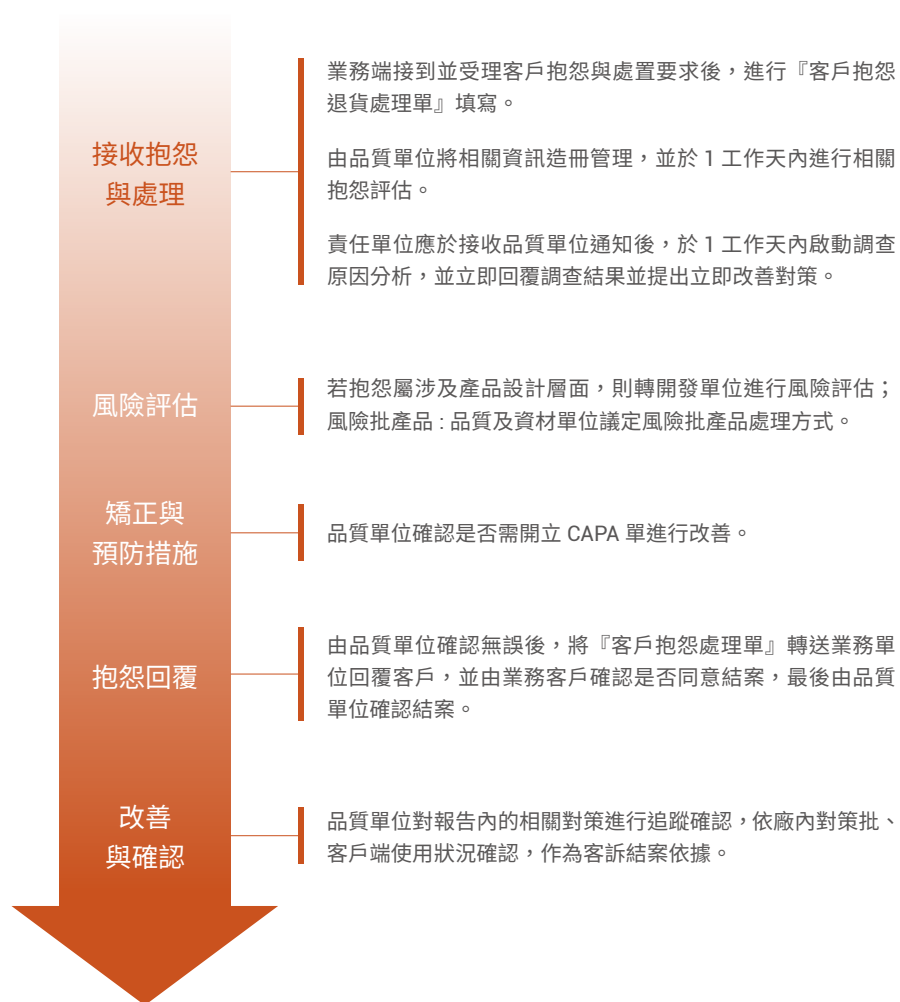 接收抱怨
與處理
業務端接到並受理客戶抱怨與處置要求後，進行『客戶抱怨
退貨處理單』填寫。
由品質單位將相關資訊造冊管理，並於 1 工作天內進行相關
抱怨評估。
責任單位應於接收品質單位通知後，於 1 工作天內啟動調查
原因分析，並立即回覆調查結果並提出立即改善對策。
風險評估
若抱怨屬涉及產品設計層面，則轉開發單位進行風險評估；
風險批產品 : 品質及資材單位議定風險批產品處理方式。
矯正與
預防措施
品質單位確認是否需開立 CAPA 單進行改善。
抱怨回覆
由品質單位確認無誤後，將『客戶抱怨處理單』轉送業務單
位回覆客戶，並由業務客戶確認是否同意結案，最後由品質
單位確認結案。
改善
與確認
品質單位對報告內的相關對策進行追蹤確認，依廠內對策批、
客戶端使用狀況確認，作為客訴結案依據。